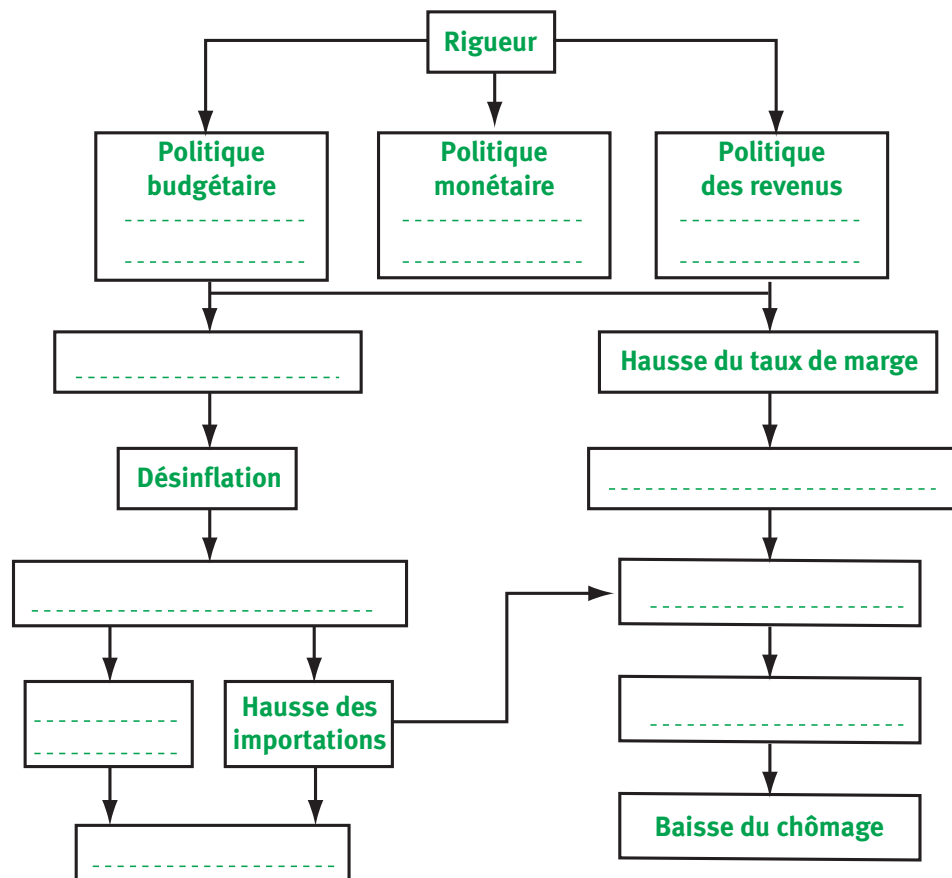 Rigueur
Politique
budgétaire
Politique
monétaire
Politique
des revenus
Hausse du taux de marge
Désinflation
Hausse des
importations
Baisse du chômage